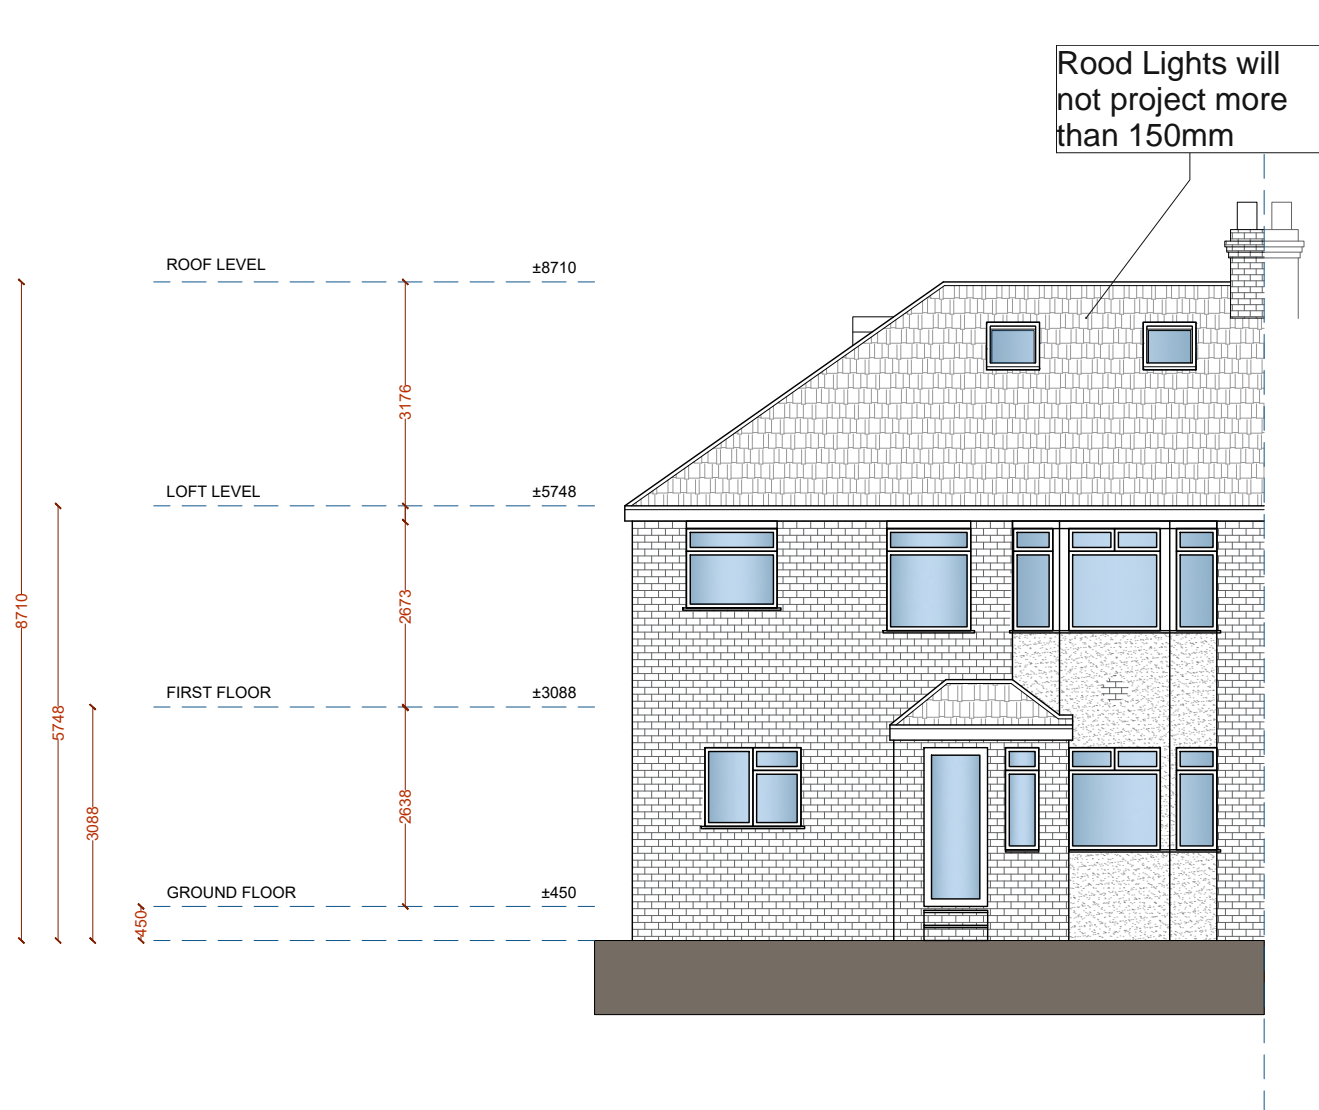 Rood Lights will
not project more
than 150mm
ROOF LEVEL
±8710
3176
LOFT LEVEL
±5748
8710
2673
FIRST FLOOR
±3088
5748
3088
2638
GROUND FLOOR
±450
450